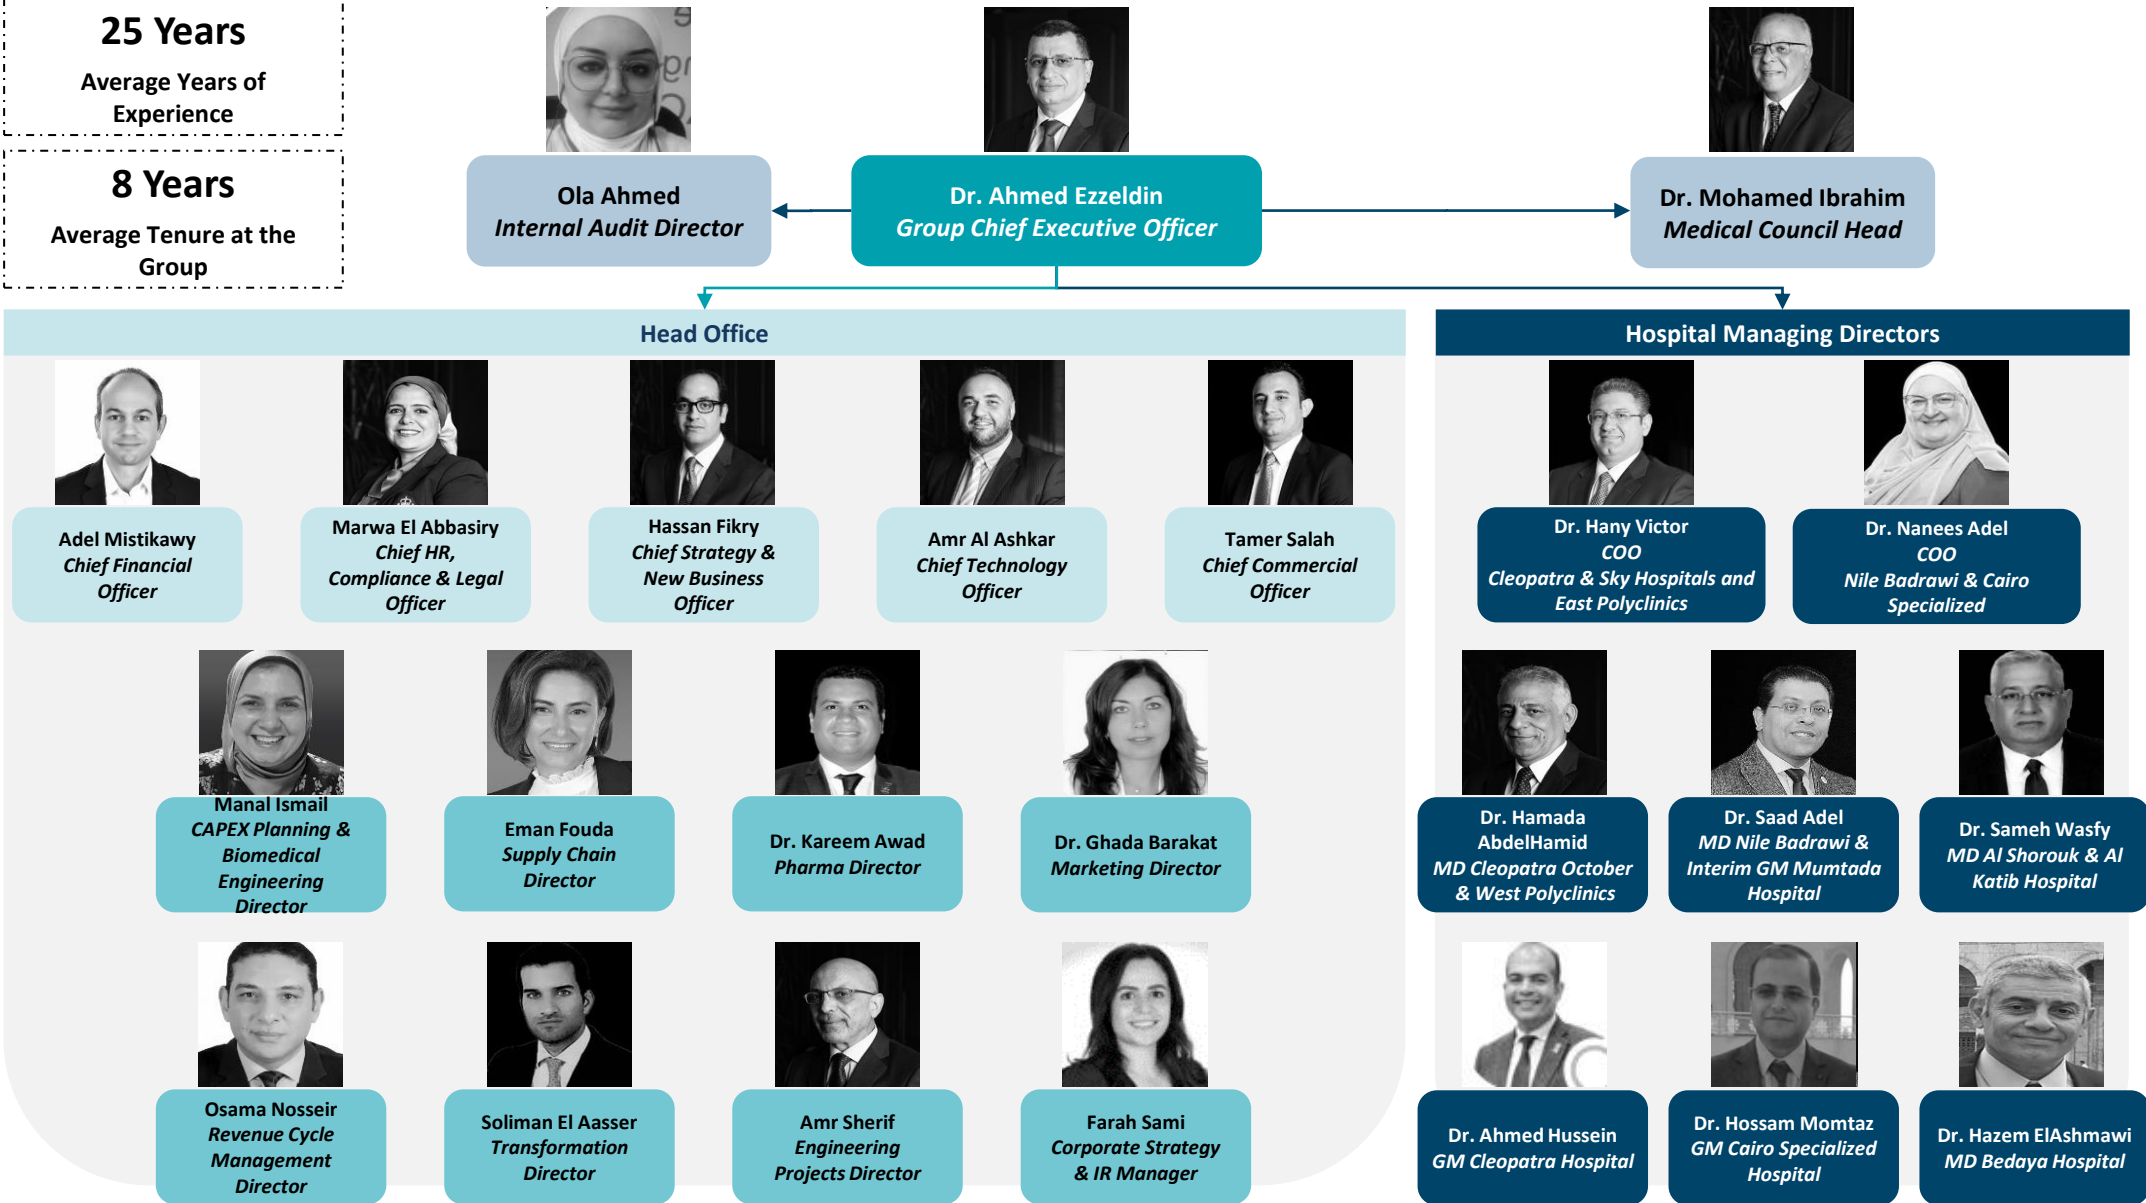 25 Years
Average Years of
Experience
8 Years
Average Tenure at the
Group
Ola Ahmed
Internal Audit Director
Dr. Ahmed Ezzeldin
Group Chief Executive Officer
Dr. Mohamed Ibrahim
Medical Council Head
Head Office
Adel Mistikawy
Chief Financial
Officer
Marwa El Abbasiry
Chief HR,
Compliance & Legal
Officer
Hassan Fikry
Chief Strategy &
New Business
Officer
Amr Al Ashkar
Chief Technology
Officer
Tamer Salah
Chief Commercial
Officer
Manal Ismail
CAPEX Planning &
Biomedical
Engineering
Director
Eman Fouda
Supply Chain
Director
Dr. Kareem Awad
Pharma Director
Dr. Ghada Barakat
Marketing Director
Osama Nosseir
Revenue Cycle
Management
Director
Soliman El Aasser
Transformation
Director
Amr Sherif
Engineering
Projects Director
Farah Sami
Corporate Strategy
& IR Manager
Hospital Managing Directors
Dr. Hany Victor
COO
Cleopatra & Sky Hospitals and
East Polyclinics
Dr. Nanees Adel
COO
Nile Badrawi & Cairo
Specialized
Dr. Hamada
AbdelHamid
MD Cleopatra October
& West Polyclinics
Dr. Saad Adel
MD Nile Badrawi &
Interim GM Mumtada
Hospital
Dr. Sameh Wasfy
MD Al Shorouk & Al
Katib Hospital
Dr. Ahmed Hussein
GM Cleopatra Hospital
Dr. Hossam Momtaz
GM Cairo Specialized
Hospital
Dr. Hazem ElAshmawi
MD Bedaya Hospital